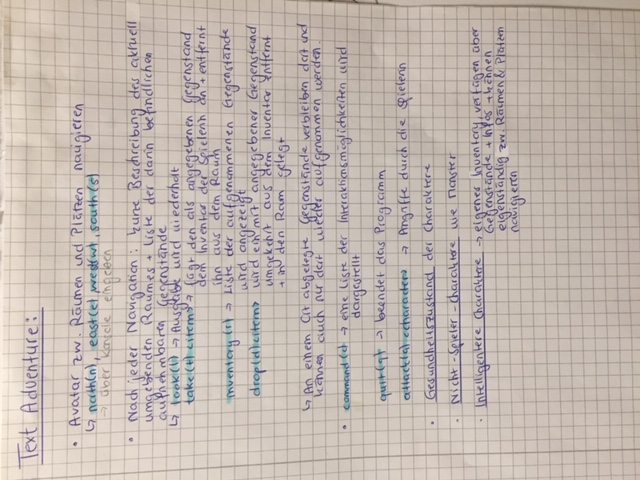 Text Adventure:
• Avatar zw. Räumen und Plätzen navigieren
↳ north(n), east(e), west(w), south(s)
→ über Konsole eingeben
• Nach jeder Navigation: kurze Beschreibung des aktuell
umgebenden Raumes + Liste der darin befindlichen
aufnehmbaren Gegenstände
↳ look(l) → Ausgabe wird wiederholt
take(t) <item> → fügt den als angegebenen Gegenstand
dem Inventar der Spielerin an + entfernt
ihn aus dem Raum
inventory(i) → Liste der aufgenommenen Gegenstände
wird angezeigt
drop(d)<item> wird ein mit angegebener Gegenstand
umgekehrt aus dem Inventar entfernt
+ in den Raum gelegt
↳ An einem Ort abgelegte Gegenstände verbleiben dort und
können auch nur dort wieder aufgenommen werden.
• command(c) → eine Liste der Interaktionsmöglichkeiten wird
dargestellt
quit(q) → beendet das Programm
attack(a) <character> → Angriffe durch die Spielerin
• Gesundheitszustand der Charaktere
• Nicht-Spieler-Charaktere wie Monster
• Intelligentere Charaktere → eigenes Inventory, verfügen über
Gegenstände + Infos + können
eigenständig zw. Räumen & Plätzen
navigieren